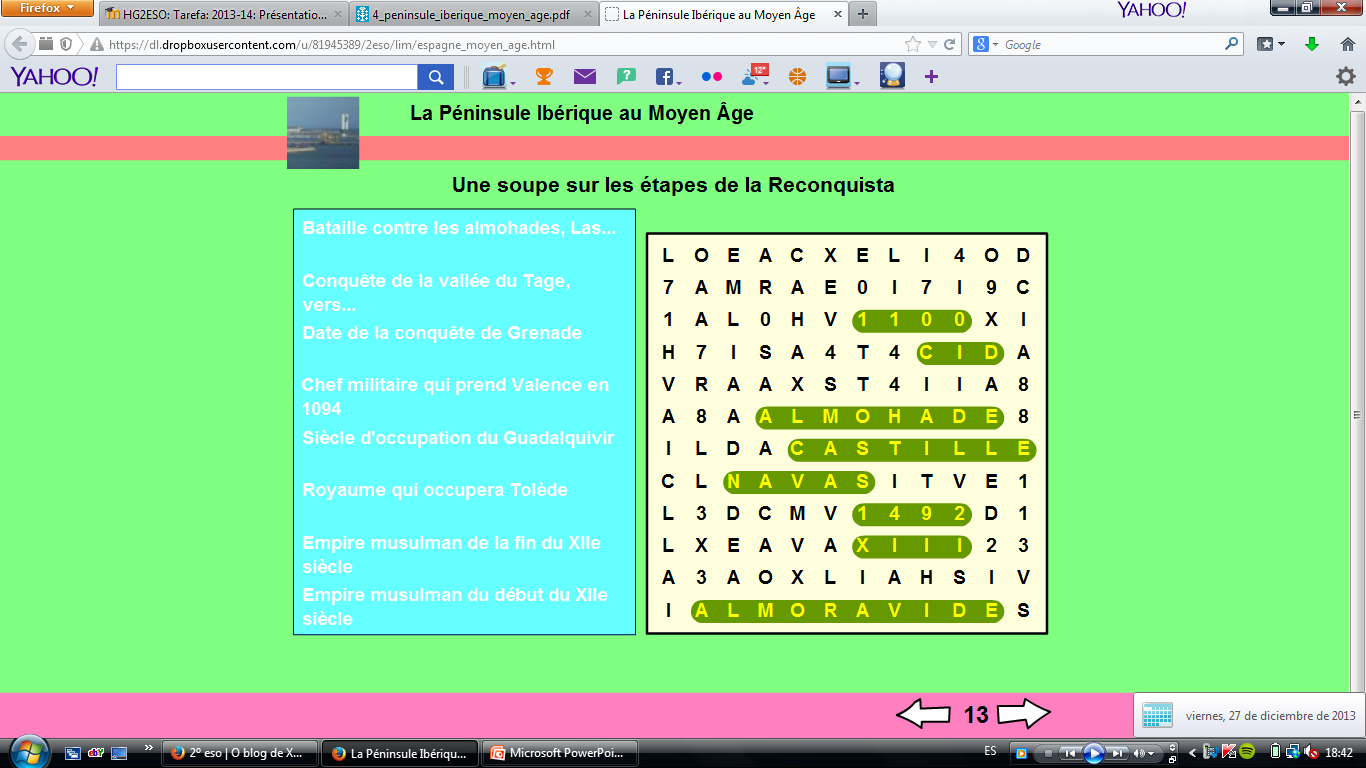 Firefox
HG2ESO: Tarefa: 2013-14: Présentatio...
4_peninsule_iberique_moyen_age.pdf
La Péninsule Ibérique au Moyen Âge
YAHOO!
https://dl.dropboxusercontent.com/u/81945389/2eso/lim/espagne_moyen_age.html
Google
YAHOO!
12°
La Péninsule Ibérique au Moyen Âge
Une soupe sur les étapes de la Reconquista
Bataille contre les almohades, Las...
Conquête de la vallée du Tage,
vers...
Date de la conquête de Grenade
Chef militaire qui prend Valence en
1094
Siècle d'occupation du Guadalquivir
Royaume qui occupera Tolède
Empire musulman de la fin du XIIe
siècle
Empire musulman du début du XIIe
siècle
L O E A C X E L I 4 O D
7 A M R A E 0 I 7 I 9 C
1 A L 0 H V 1 1 0 0 X I
H 7 I S A 4 T 4 C I D A
V R A A X S T 4 I I A 8
A 8 A A L M O H A D E 8
I L D A C A S T I L L E
C L N A V A S I T V E 1
L 3 D C M V 1 4 9 2 D 1
L X E A V A X I I I 2 3
A 3 A O X L I A H S I V
I A L M O R A V I D E S
13
viernes, 27 de diciembre de 2013
2º eso | O blog de X...
La Péninsule Ibériqu...
Microsoft PowerPoi...
ES
18:42